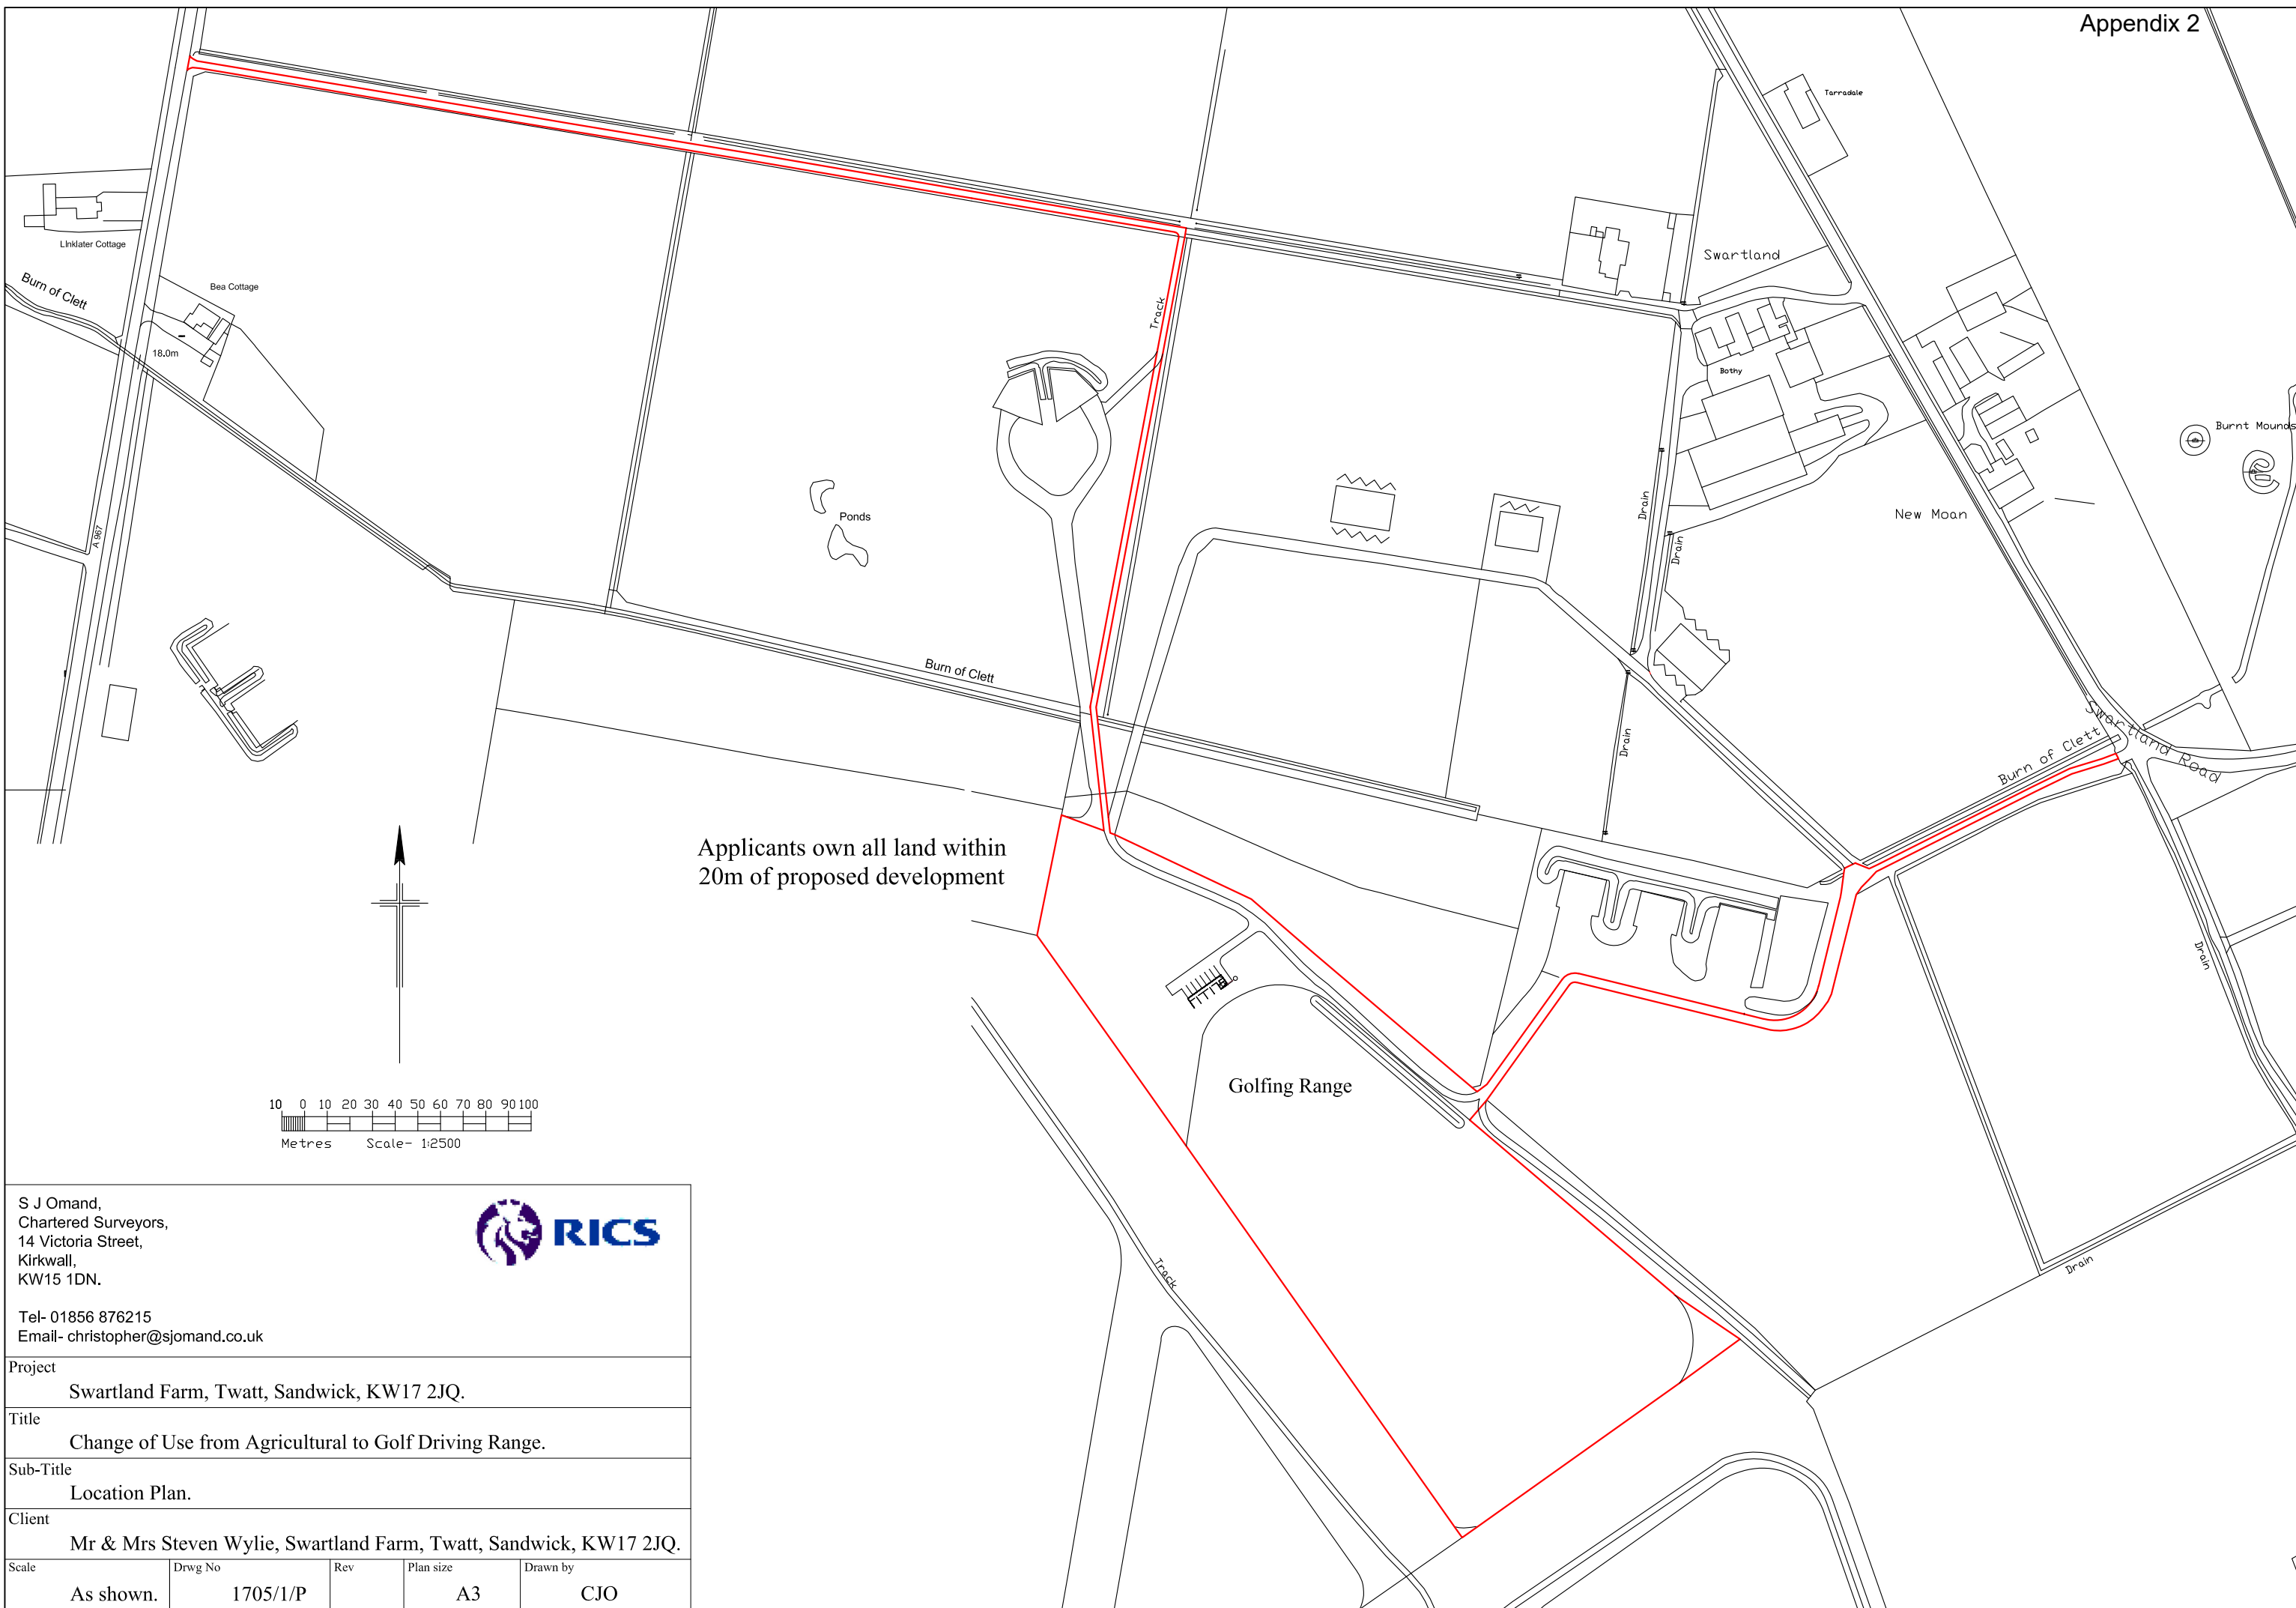 Appendix 2
Tarradale
LInklater Cottage
Swartland
Burn of Clett
Bea Cottage
Track
18.0m
Bothy
Burnt Mounds
A 967
Ponds
Drain
New Moan
Drain
Burn of Clett
Drain
Swartland Road
Burn of Clett
Applicants own all land within
20m of proposed development
Drain
Golfing Range
10 0 10 20 30 40 50 60 70 80 90 100
Metres Scale- 1:2500
Track
Drain
S J Omand,
Chartered Surveyors,
14 Victoria Street,
Kirkwall,
KW15 1DN.
RICS
Tel- 01856 876215
Email- christopher@sjomand.co.uk
Project
Swartland Farm, Twatt, Sandwick, KW17 2JQ.
Title
Change of Use from Agricultural to Golf Driving Range.
Sub-Title
Location Plan.
Client
Mr & Mrs Steven Wylie, Swartland Farm, Twatt, Sandwick, KW17 2JQ.
Scale Drwg No Rev Plan size Drawn by
As shown. 1705/1/P A3 CJO